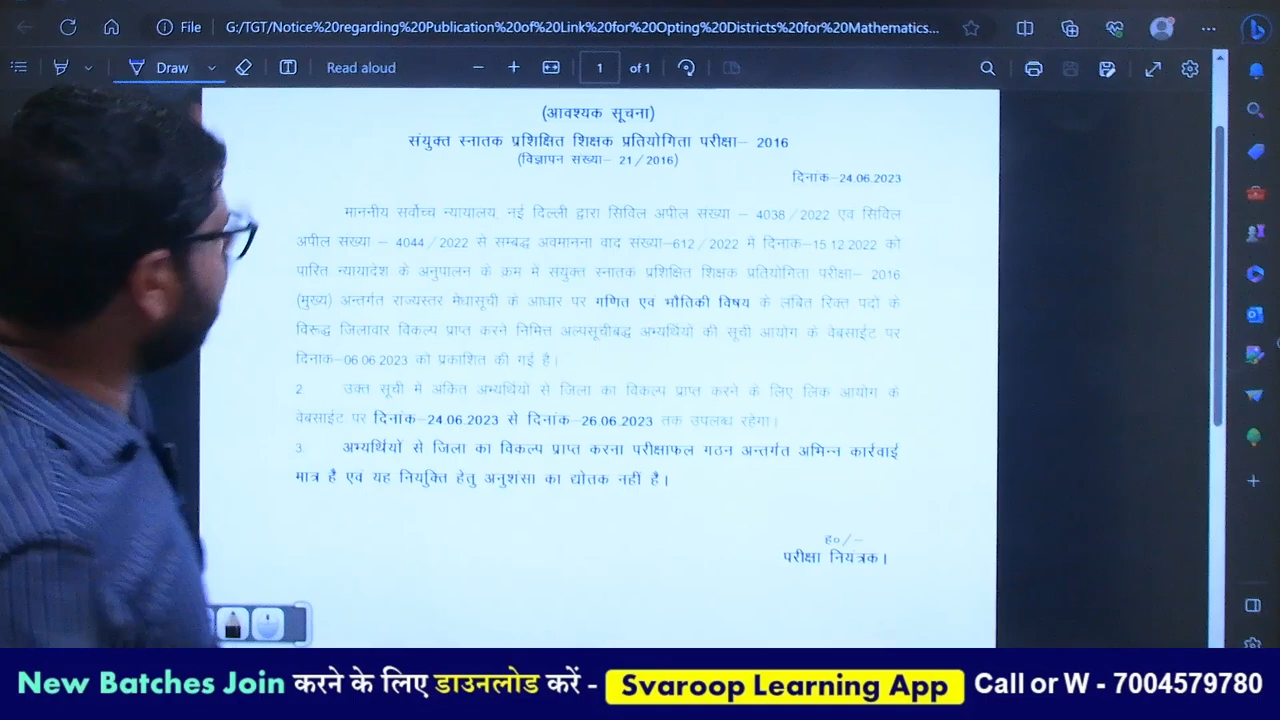 File G:/TGT/Notice%20regarding%20Publication%20of%20Link%20for%20Opting%20Districts%20for%20Mathematics...
Draw Read aloud 1 of 1
(आवश्यक सूचना)
संयुक्त स्नातक प्रशिक्षित शिक्षक प्रतियोगिता परीक्षा– 2016
(विज्ञापन संख्या– 21/2016)
दिनांक–24.06.2023
माननीय सर्वोच्च न्यायालय, नई दिल्ली द्वारा सिविल अपील संख्या – 4038/2022 एवं सिविल
अपील संख्या – 4044/2022 से सम्बद्ध अवमानना वाद संख्या–612/2022 में दिनांक–15.12.2022 को
पारित न्यायादेश के अनुपालन के क्रम में संयुक्त स्नातक प्रशिक्षित शिक्षक प्रतियोगिता परीक्षा– 2016
(मुख्य) अन्तर्गत राज्यस्तर मेधासूची के आधार पर गणित एवं भौतिकी विषय के लंबित रिक्त पदों के
विरूद्ध जिलावार विकल्प प्राप्त करने निमित्त अल्पसूचीबद्ध अभ्यर्थियों की सूची आयोग के वेबसाईट पर
दिनांक–06.06.2023 को प्रकाशित की गई है।
2. उक्त सूची में अंकित अभ्यर्थियों से जिला का विकल्प प्राप्त करने के लिए लिंक आयोग के
वेबसाईट पर दिनांक–24.06.2023 से दिनांक–26.06.2023 तक उपलब्ध रहेगा।
3. अभ्यर्थियों से जिला का विकल्प प्राप्त करना परीक्षाफल गठन अन्तर्गत अभिन्न कार्रवाई
मात्र है एवं यह नियुक्ति हेतु अनुशंसा का द्योतक नहीं है।
ह०/–
परीक्षा नियंत्रक।
New Batches Join करने के लिए डाउनलोड करें - Svaroop Learning App Call or W - 7004579780